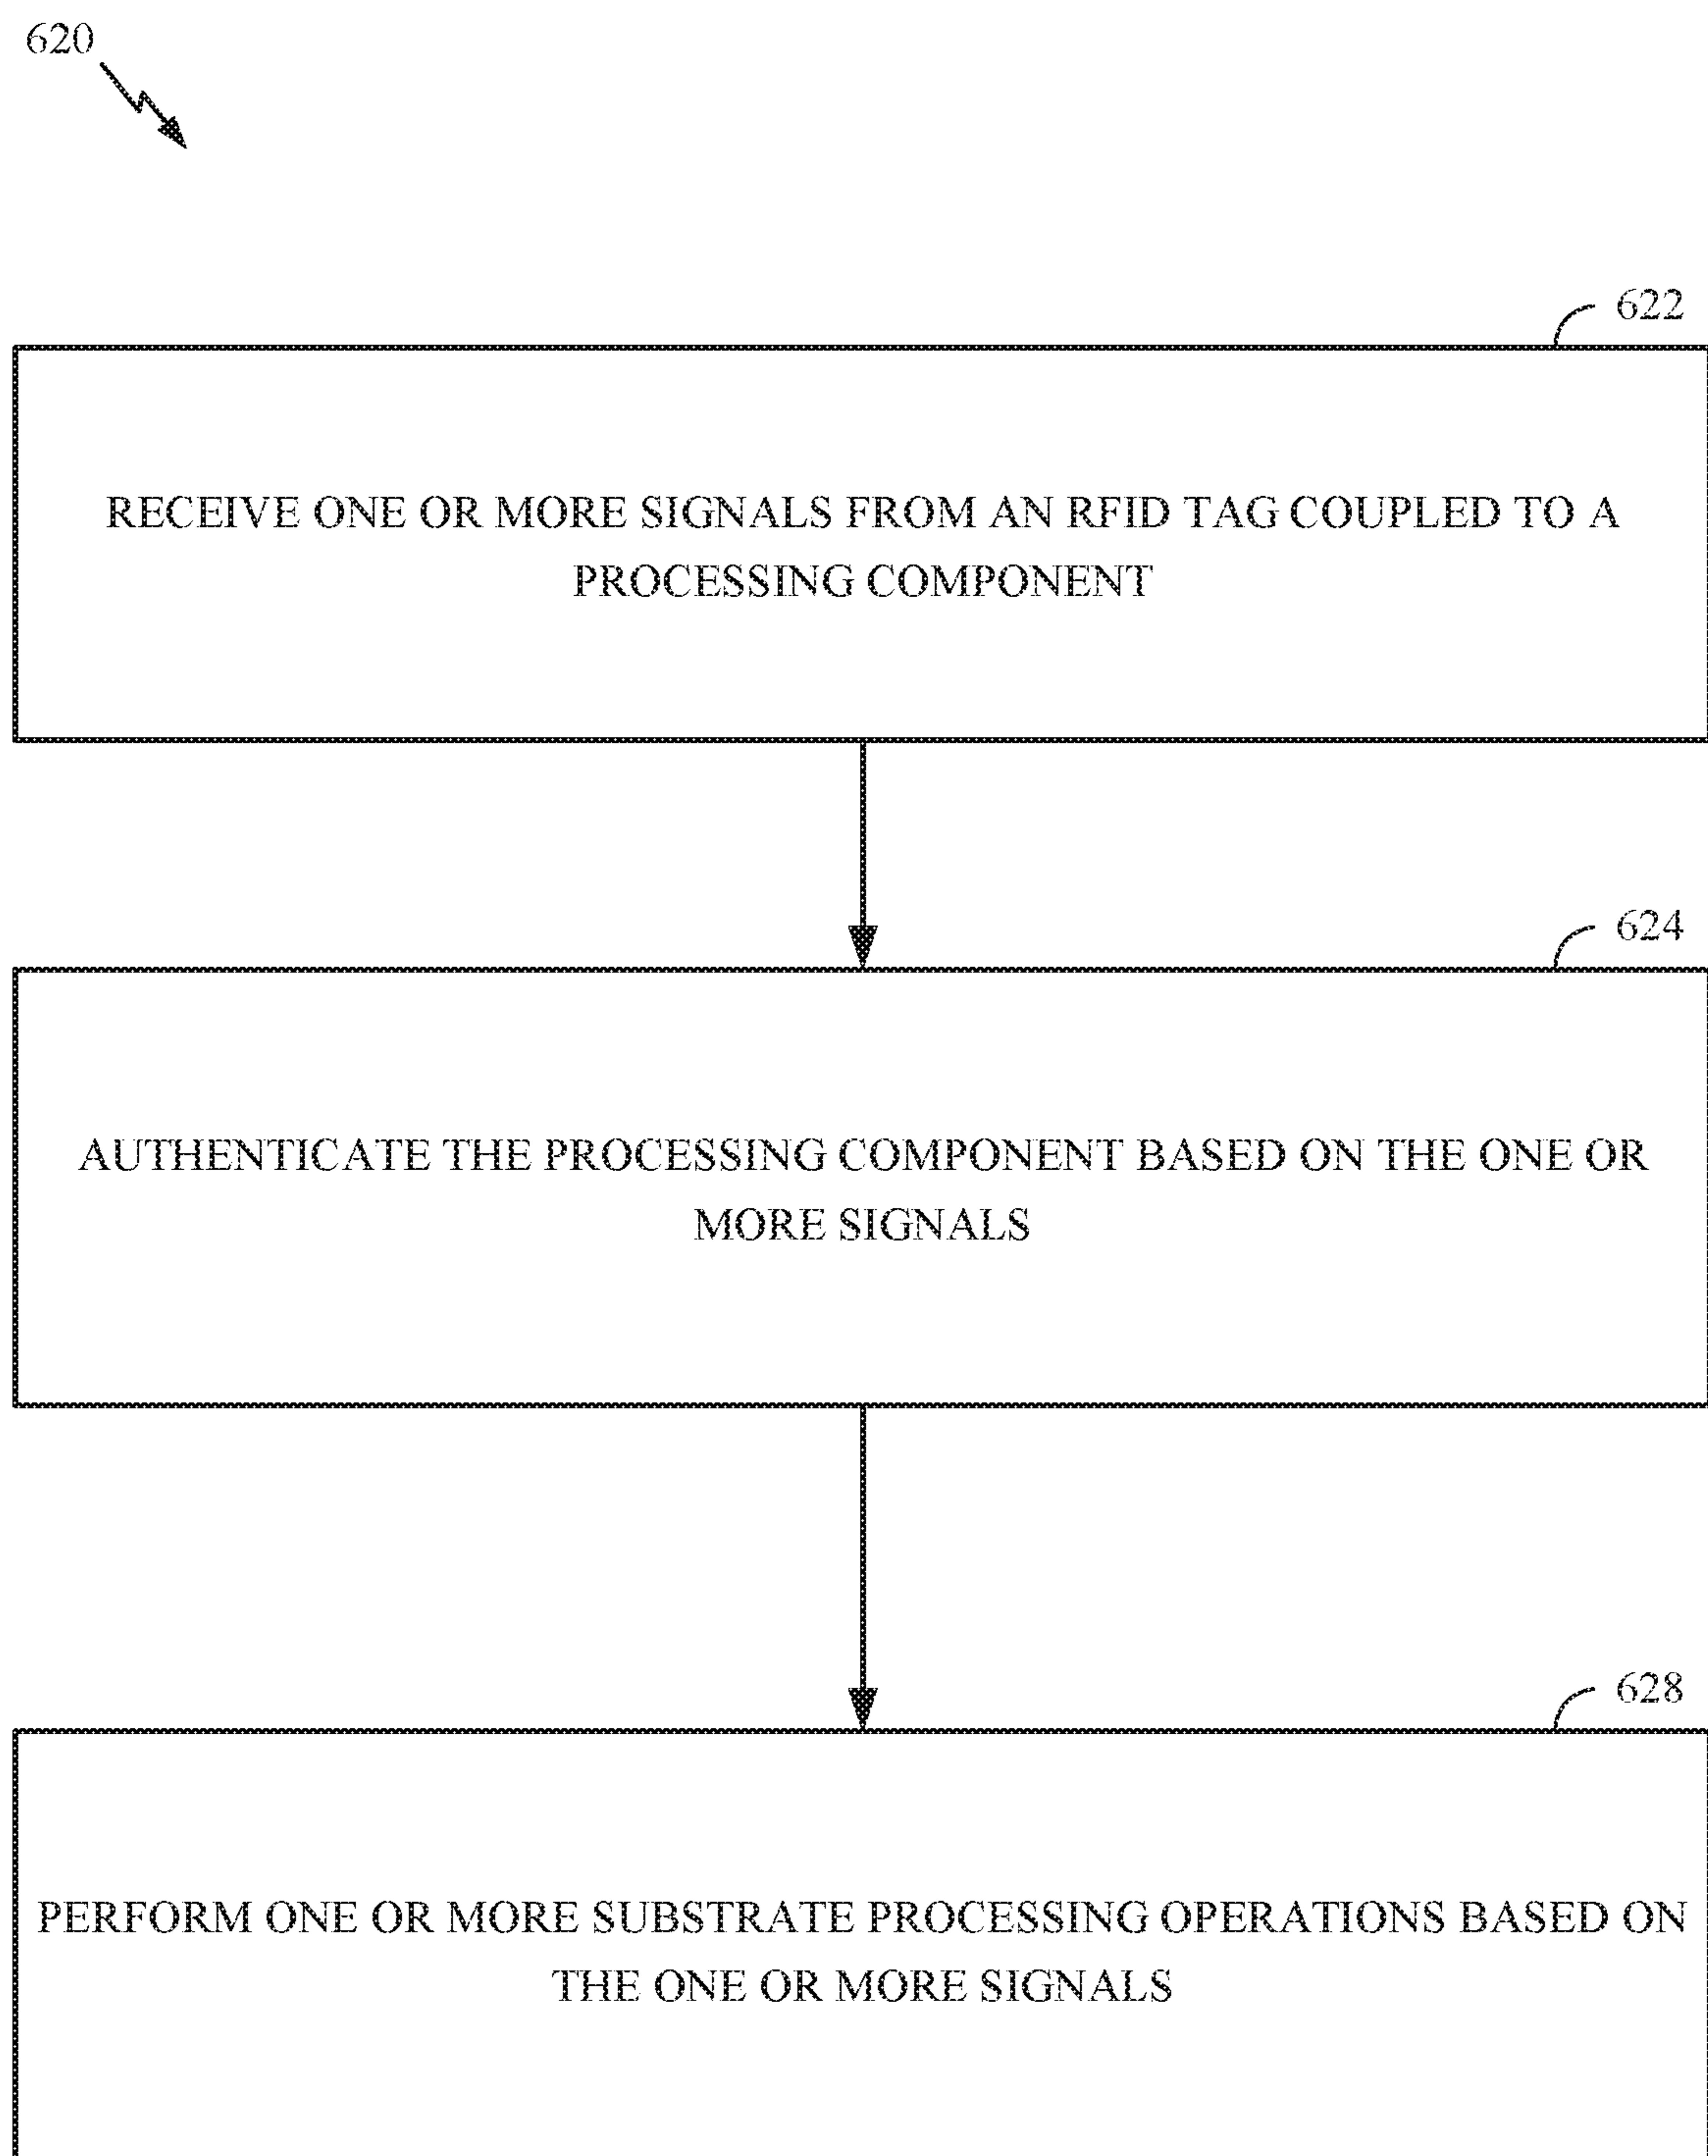 620
622
RECEIVE ONE OR MORE SIGNALS FROM AN RFID TAG COUPLED TO A
PROCESSING COMPONENT
624
AUTHENTICATE THE PROCESSING COMPONENT BASED ON THE ONE OR
MORE SIGNALS
628
PERFORM ONE OR MORE SUBSTRATE PROCESSING OPERATIONS BASED ON
THE ONE OR MORE SIGNALS